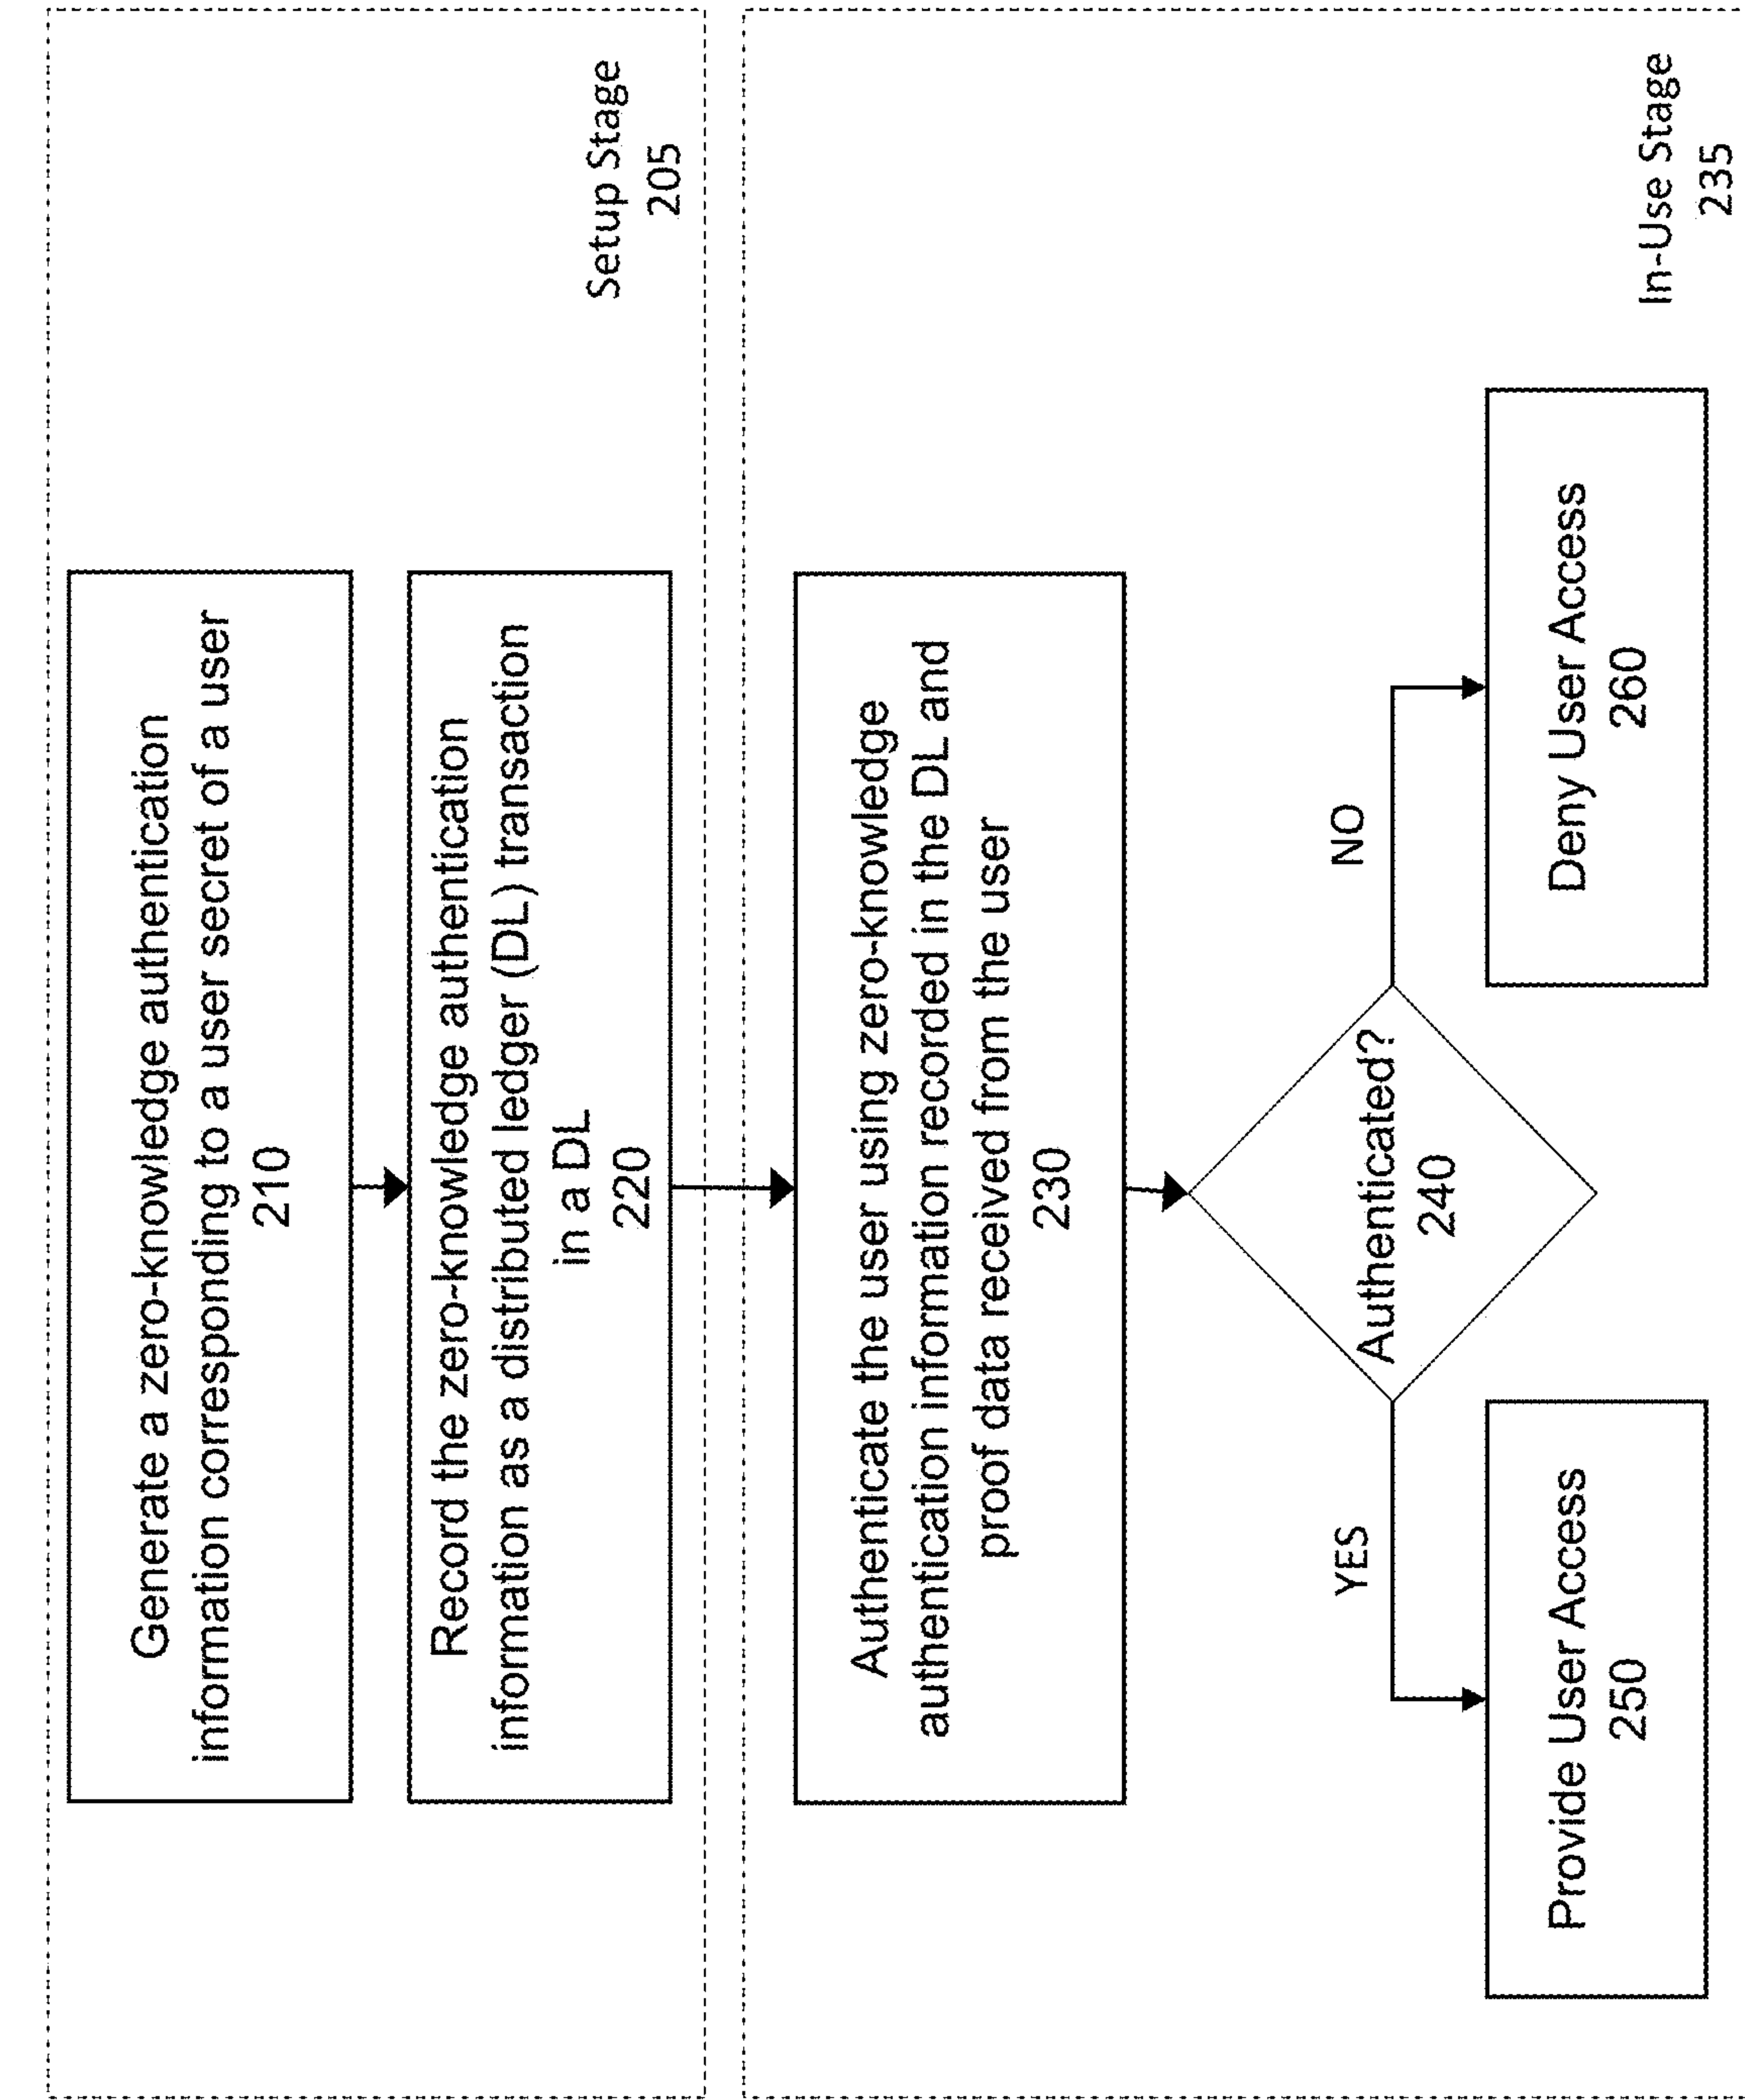 Generate a zero-knowledge authentication
information corresponding to a user secret of a user
210
Record the zero-knowledge authentication
information as a distributed ledger (DL) transaction
in a DL
220
Setup Stage
205
Authenticate the user using zero-knowledge
authentication information recorded in the DL and
proof data received from the user
230
Authenticated?
240
YES
NO
Provide User Access
250
Deny User Access
260
In-Use Stage
235